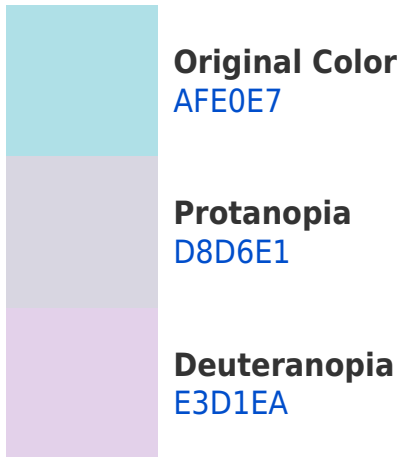 Original Color
AFE0E7
Protanopia
D8D6E1
Deuteranopia
E3D1EA